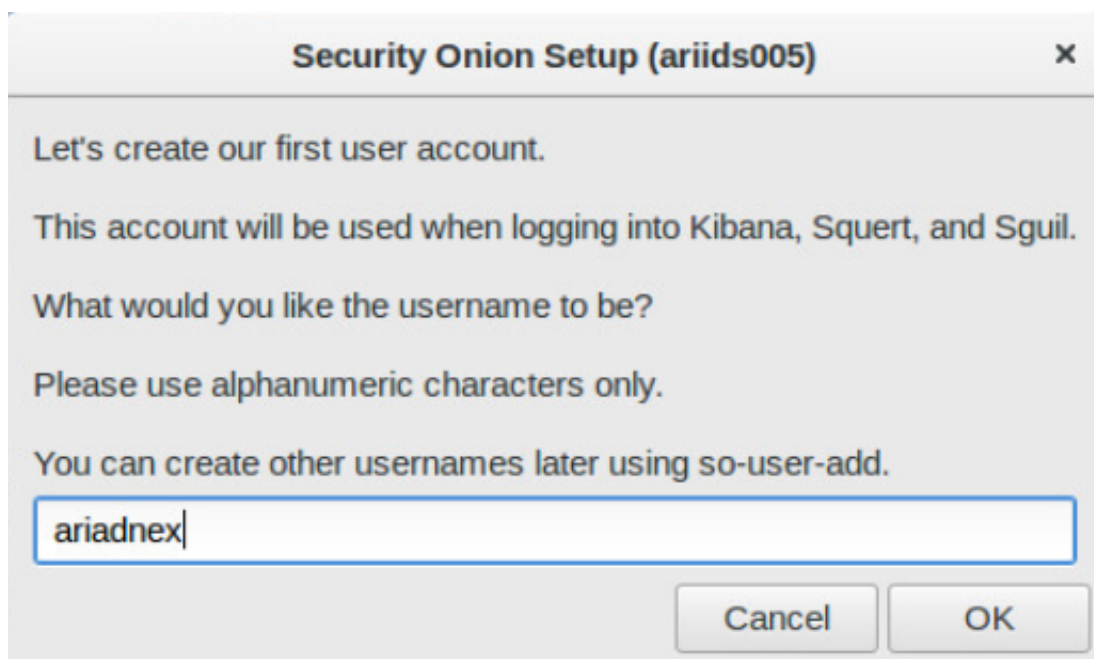 Security Onion Setup (ariids005)
Let's create our first user account.
This account will be used when logging into Kibana, Squert, and Sguil.
What would you like the username to be?
Please use alphanumeric characters only.
You can create other usernames later using so-user-add.
ariadnex
Cancel OK